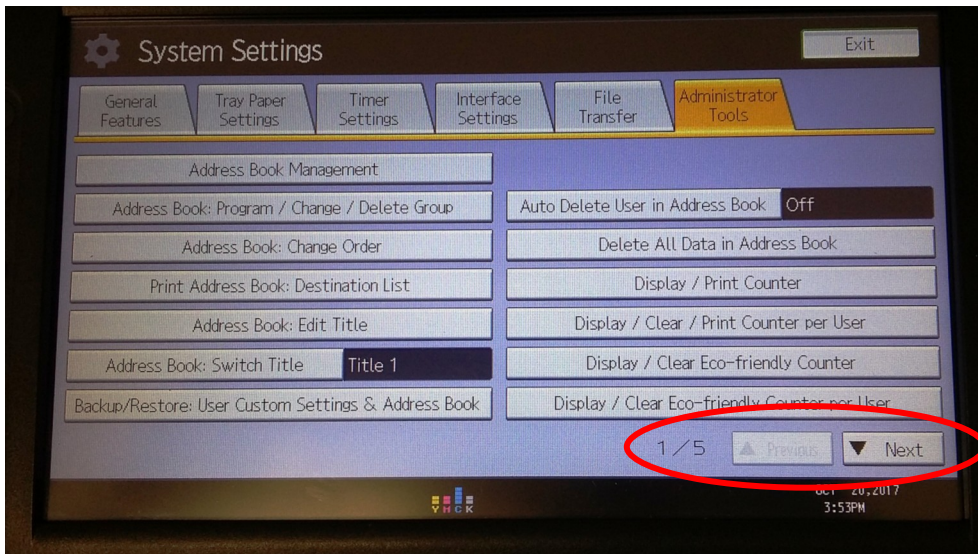 System Settings
Exit
General
Features
Tray Paper
Settings
Timer
Settings
Interface
Settings
File
Transfer
Administrator
Tools
Address Book Management
Address Book: Program / Change / Delete Group
Auto Delete User in Address Book
Off
Address Book: Change Order
Delete All Data in Address Book
Print Address Book: Destination List
Display / Print Counter
Address Book: Edit Title
Display / Clear / Print Counter per User
Address Book: Switch Title
Title 1
Display / Clear Eco-friendly Counter
Backup/Restore: User Custom Settings & Address Book
Display / Clear Eco-friendly Counter per User
1/5
▲ Previous
▼ Next
YMCK
OCT 20,2017
3:53PM